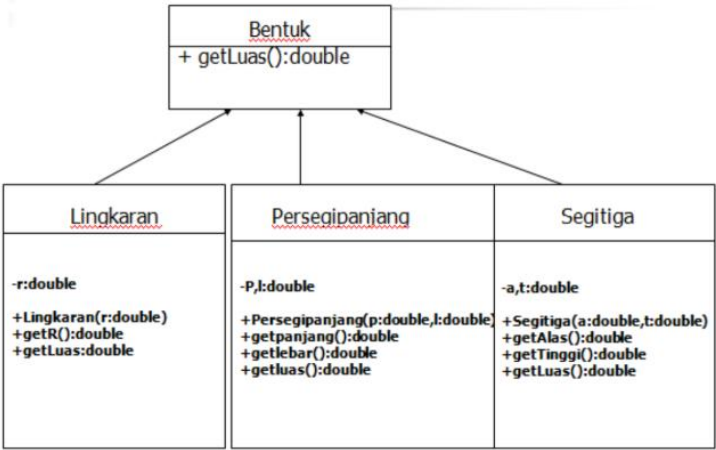 Bentuk
+ getLuas():double
Lingkaran
-r:double
+Lingkaran(r:double)
+getR():double
+getLuas:double
Persegipanjang
-P,l:double
+Persegipanjang(p:double,l:double)
+getpanjang():double
+getlebar():double
+getluas():double
Segitiga
-a,t:double
+Segitiga(a:double,t:double)
+getAlas():double
+getTinggi():double
+getLuas():double